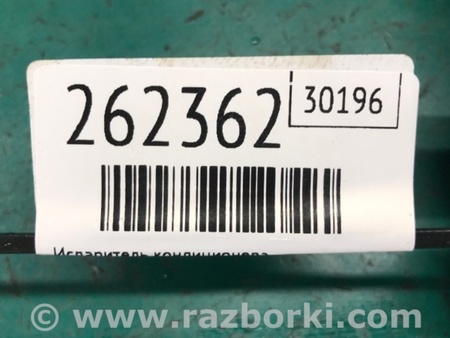 262362
30196
Испаритель кондиционера
© www.razborki.com